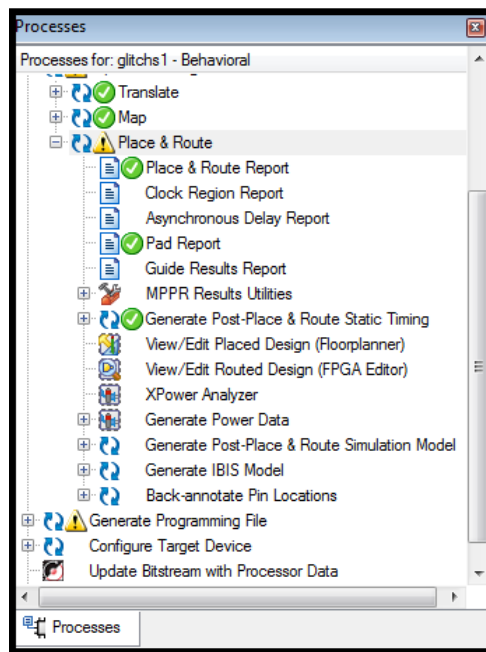 Processes
Processes for: glitchs1 - Behavioral
Translate
Map
Place & Route
Place & Route Report
Clock Region Report
Asynchronous Delay Report
Pad Report
Guide Results Report
MPPR Results Utilities
Generate Post-Place & Route Static Timing
View/Edit Placed Design (Floorplanner)
View/Edit Routed Design (FPGA Editor)
XPower Analyzer
Generate Power Data
Generate Post-Place & Route Simulation Model
Generate IBIS Model
Back-annotate Pin Locations
Generate Programming File
Configure Target Device
Update Bitstream with Processor Data
Processes